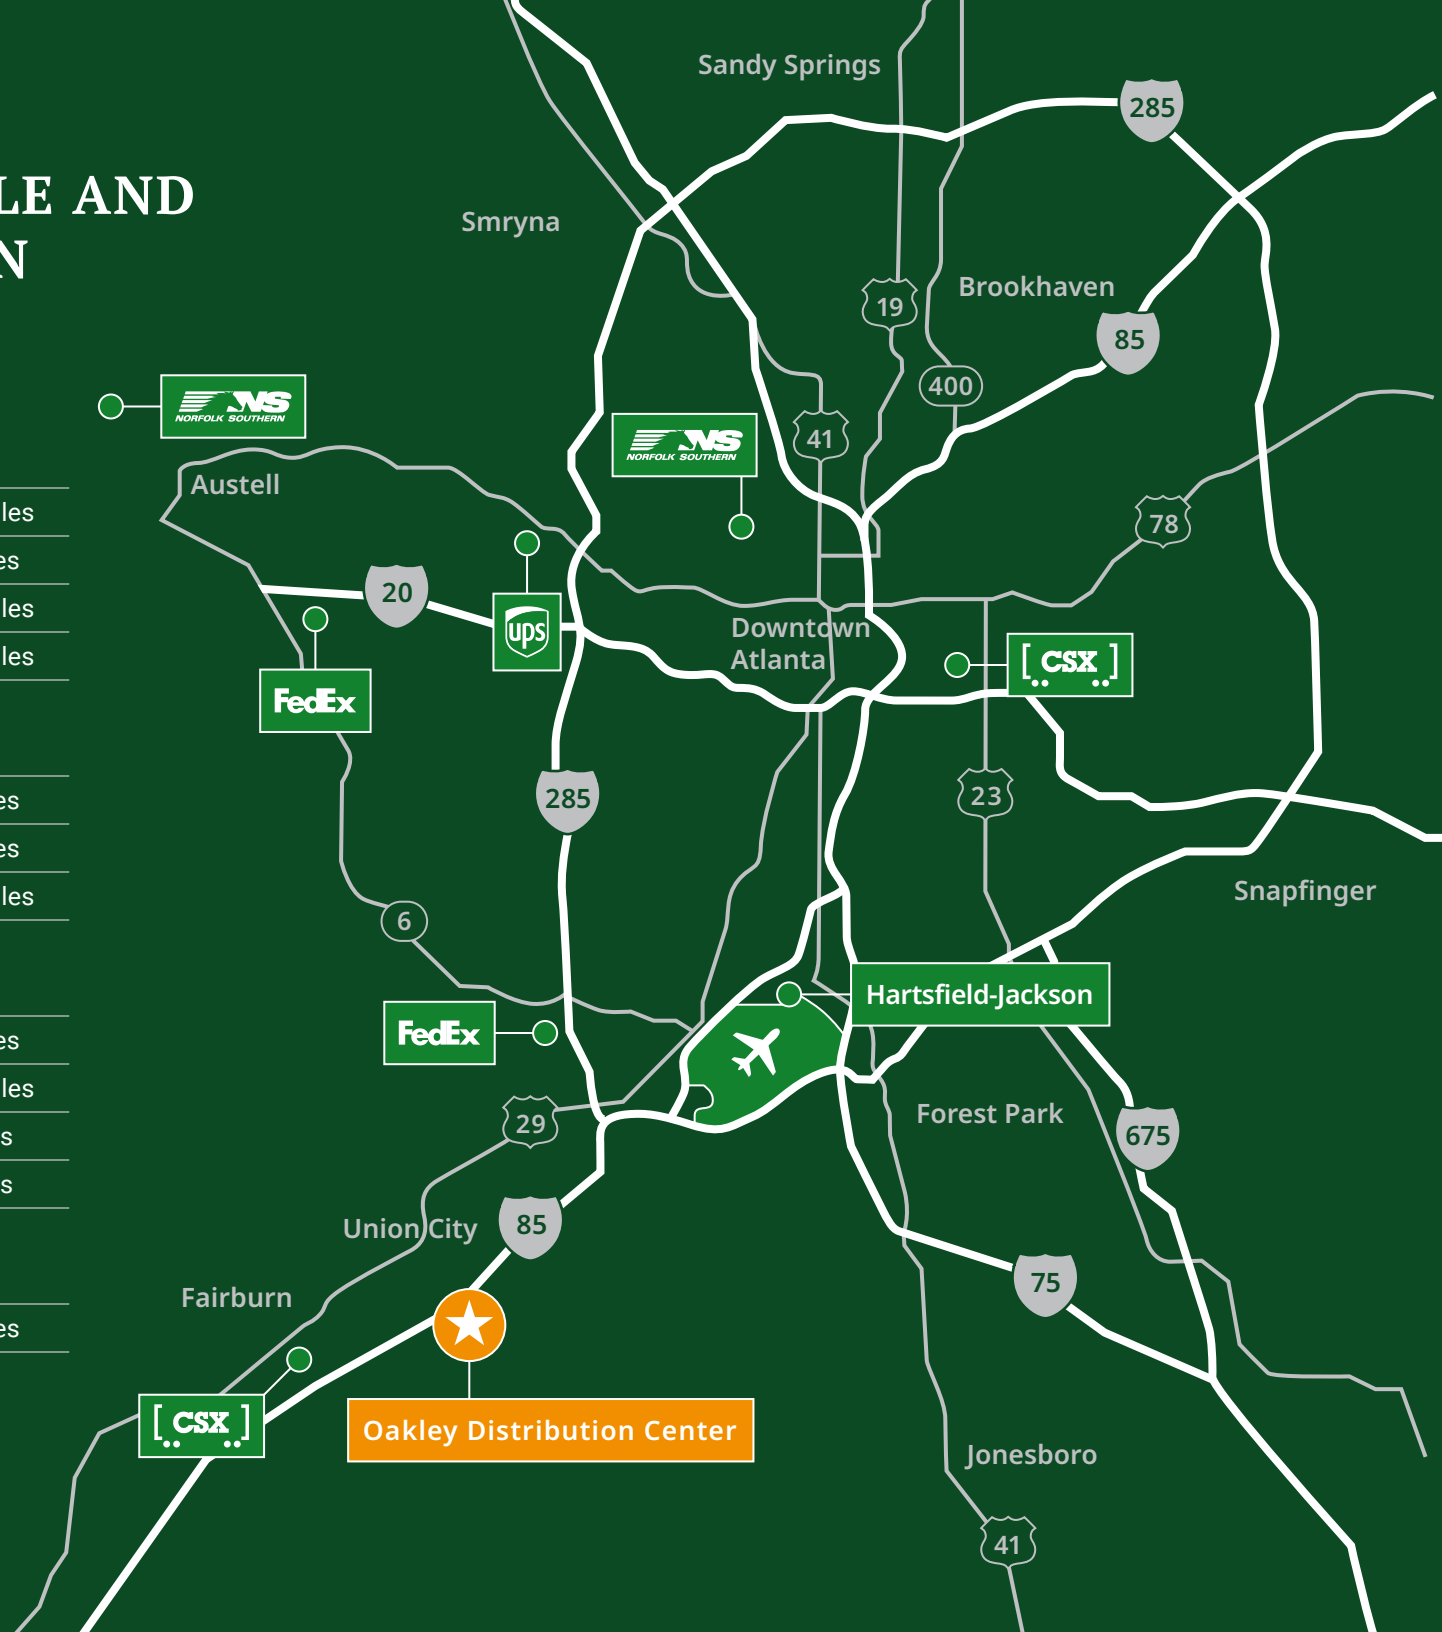 LE AND
N
les
es
les
les
es
es
les
es
les
s
s
es
Sandy Springs
285
Smryna
Brookhaven
19
85
400
NS
NORFOLK SOUTHERN
NS
NORFOLK SOUTHERN
41
Austell
78
20
ups
Downtown
Atlanta
CSX
FedEx
285
23
Snapfinger
6
Hartsfield-Jackson
FedEx
29
Forest Park
675
Union City
85
75
Fairburn
CSX
Oakley Distribution Center
Jonesboro
41